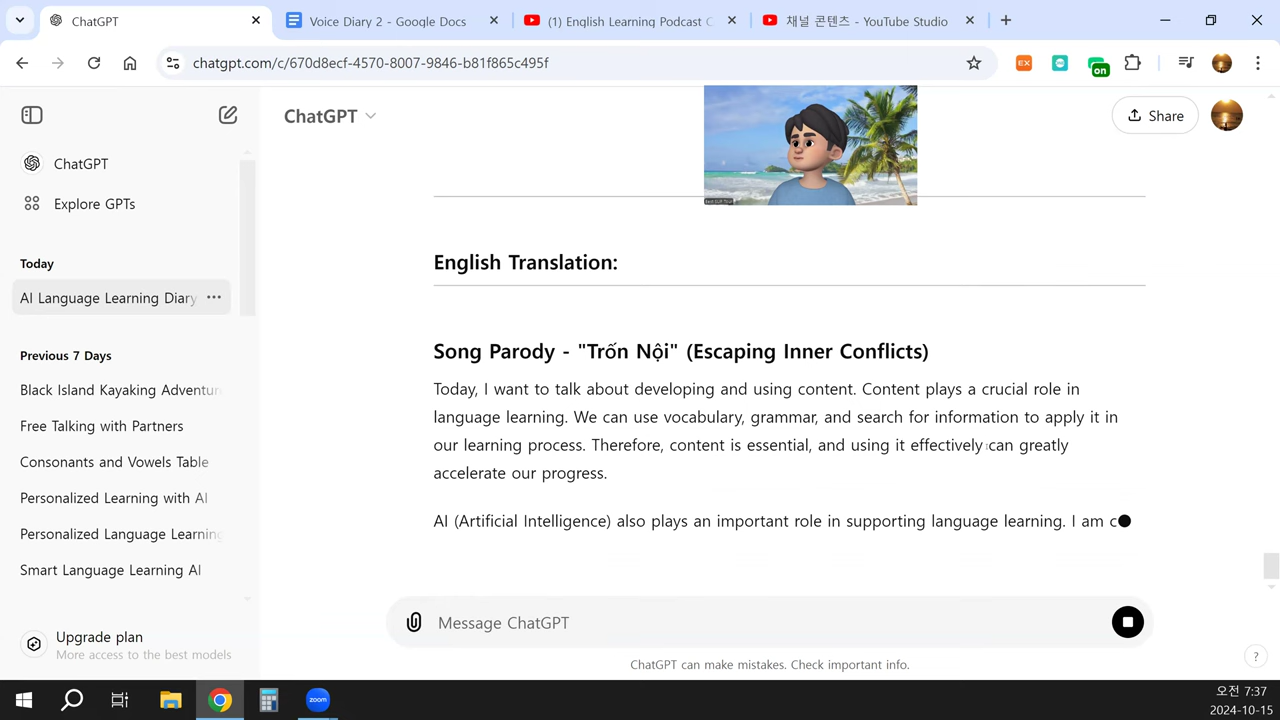 ChatGPT
Voice Diary 2 - Google Docs
(1) English Learning Podcast C
채널 콘텐츠 - YouTube Studio
chatgpt.com/c/670d8ecf-4570-8007-9846-b81f865c495f
EX
on
ChatGPT
Share
ChatGPT
Explore GPTs
Today
AI Language Learning Diary
Previous 7 Days
Black Island Kayaking Adventur
Free Talking with Partners
Consonants and Vowels Table
Personalized Learning with AI
Personalized Language Learning
Smart Language Learning AI
Upgrade plan
More access to the best models
English Translation:
Song Parody - "Trốn Nội" (Escaping Inner Conflicts)
Today, I want to talk about developing and using content. Content plays a crucial role in
language learning. We can use vocabulary, grammar, and search for information to apply it in
our learning process. Therefore, content is essential, and using it effectively can greatly
accelerate our progress.
AI (Artificial Intelligence) also plays an important role in supporting language learning. I am c
Message ChatGPT
ChatGPT can make mistakes. Check important info.
?
zoom
오전 7:37
2024-10-15